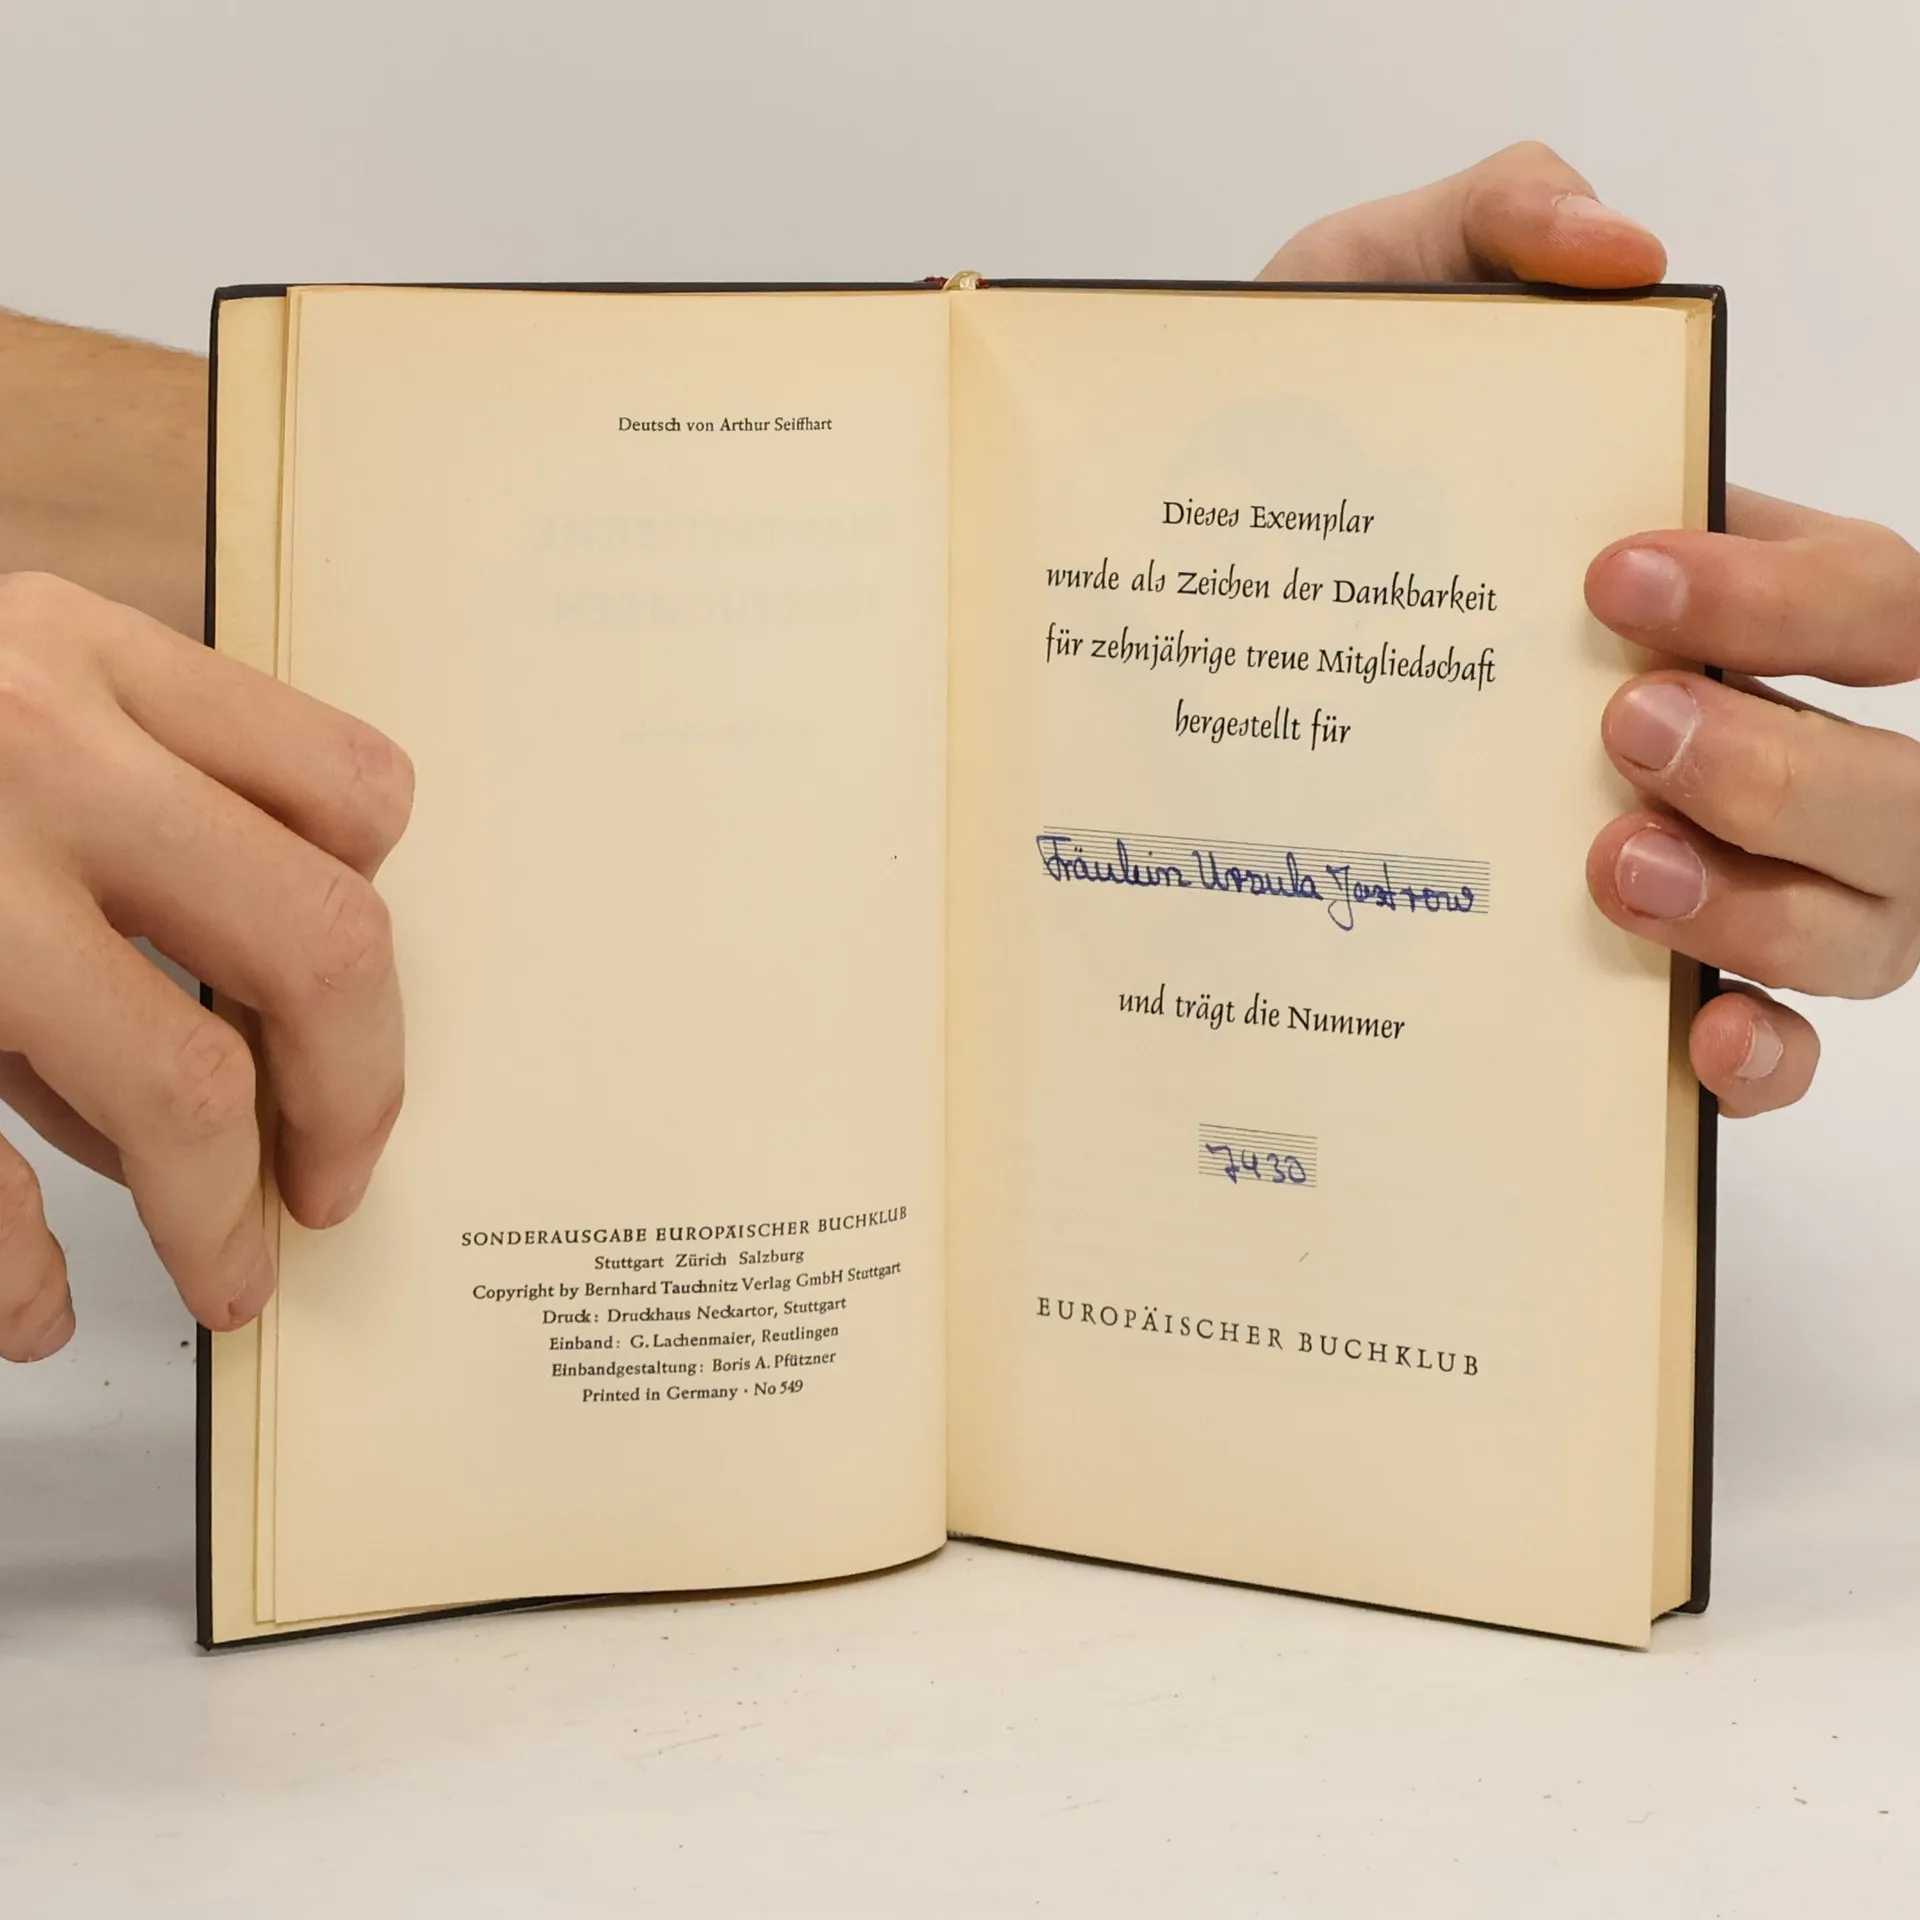 Deutsch von Arthur Seiffhart
SONDERAUSGABE EUROPÄISCHER BUCHKLUB
Stuttgart Zürich Salzburg
Copyright by Bernhard Tauchnitz Verlag GmbH Stuttgart
Druck: Druckhaus Neckartor, Stuttgart
Einband: G. Lachenmaier, Reutlingen
Einbandgestaltung: Boris A. Pfützner
Printed in Germany · No 549
Dieses Exemplar
wurde als Zeichen der Dankbarkeit
für zehnjährige treue Mitgliedschaft
hergestellt für
Fräulein Ursula Jastrow
und trägt die Nummer
7430
EUROPÄISCHER BUCHKLUB